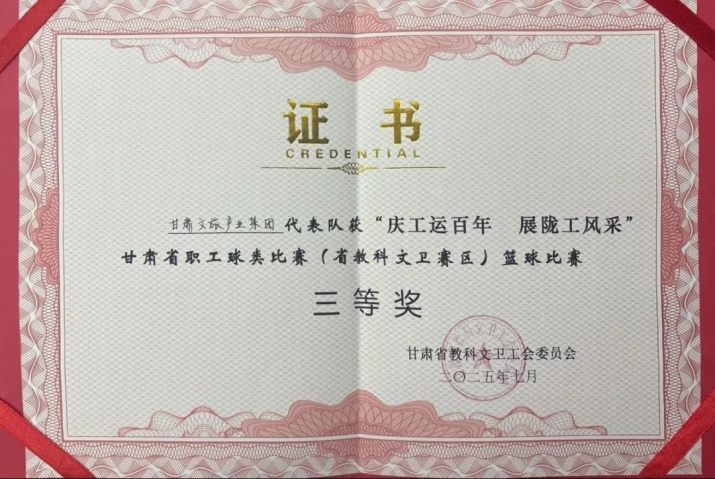 证 书
CREDENTIAL
甘肃文旅产业集团 代表队获“庆工运百年 展陇工风采”
甘肃省职工球类比赛（省教科文卫赛区）篮球比赛
三等奖
甘肃省教科文卫工会委员会
二〇二五年七月